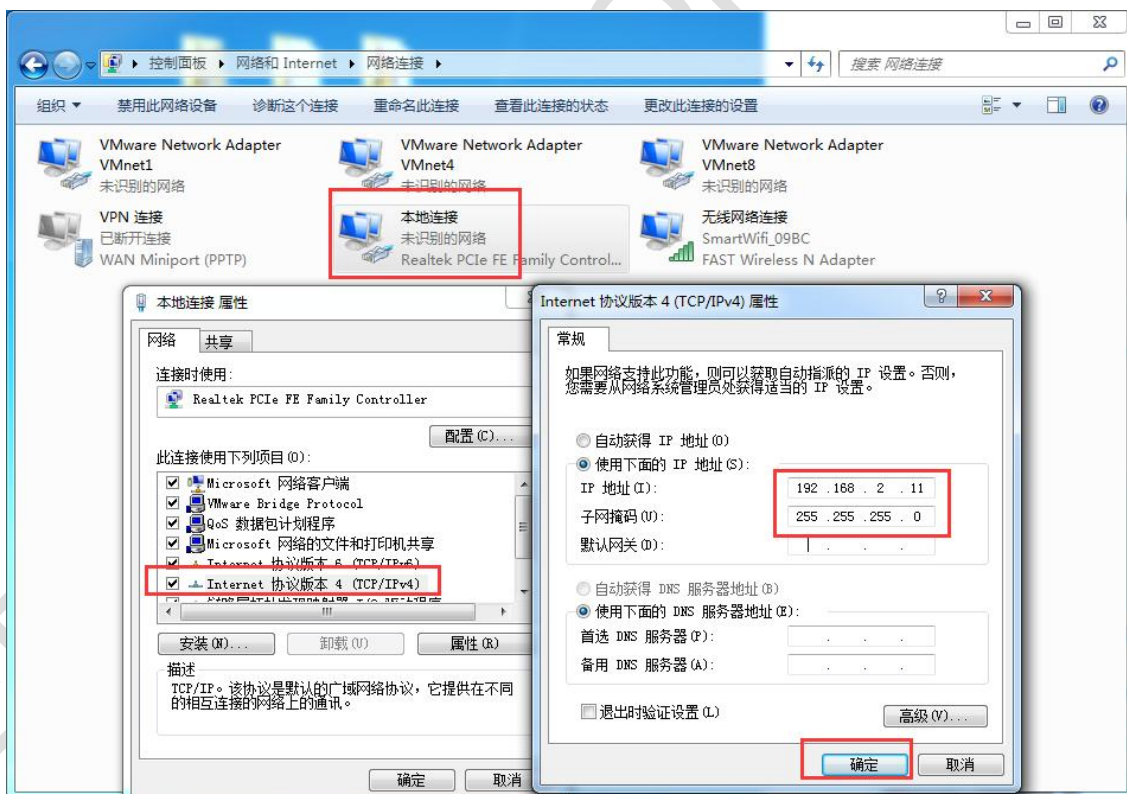 控制面板 ▸ 网络和 Internet ▸ 网络连接 ▸
搜索 网络连接
组织 ▼ 禁用此网络设备 诊断这个连接 重命名此连接 查看此连接的状态 更改此连接的设置
VMware Network Adapter
VMnet1
未识别的网络
VMware Network Adapter
VMnet4
未识别的网络
VMware Network Adapter
VMnet8
未识别的网络
VPN 连接
已断开连接
WAN Miniport (PPTP)
本地连接
未识别的网络
Realtek PCIe FE Family Control...
无线网络连接
SmartWifi_09BC
FAST Wireless N Adapter
本地连接 属性
网络 共享
连接时使用:
Realtek PCIe FE Family Controller
配置(C)...
此连接使用下列项目(O):
Microsoft 网络客户端
VMware Bridge Protocol
QoS 数据包计划程序
Microsoft 网络的文件和打印机共享
Internet 协议版本 6 (TCP/IPv6)
Internet 协议版本 4 (TCP/IPv4)
安装(N)... 卸载(U) 属性(R)
描述
TCP/IP。该协议是默认的广域网络协议，它提供在不同
的相互连接的网络上的通讯。
确定 取消
Internet 协议版本 4 (TCP/IPv4) 属性
常规
如果网络支持此功能，则可以获取自动指派的 IP 设置。否则，
您需要从网络系统管理员处获得适当的 IP 设置。
自动获得 IP 地址(O)
使用下面的 IP 地址(S):
IP 地址(I): 192 .168 . 2 . 11
子网掩码(U): 255 .255 .255 . 0
默认网关(D): . . .
自动获得 DNS 服务器地址(B)
使用下面的 DNS 服务器地址(E):
首选 DNS 服务器(P): . . .
备用 DNS 服务器(A): . . .
退出时验证设置(L)
高级(V)...
确定 取消